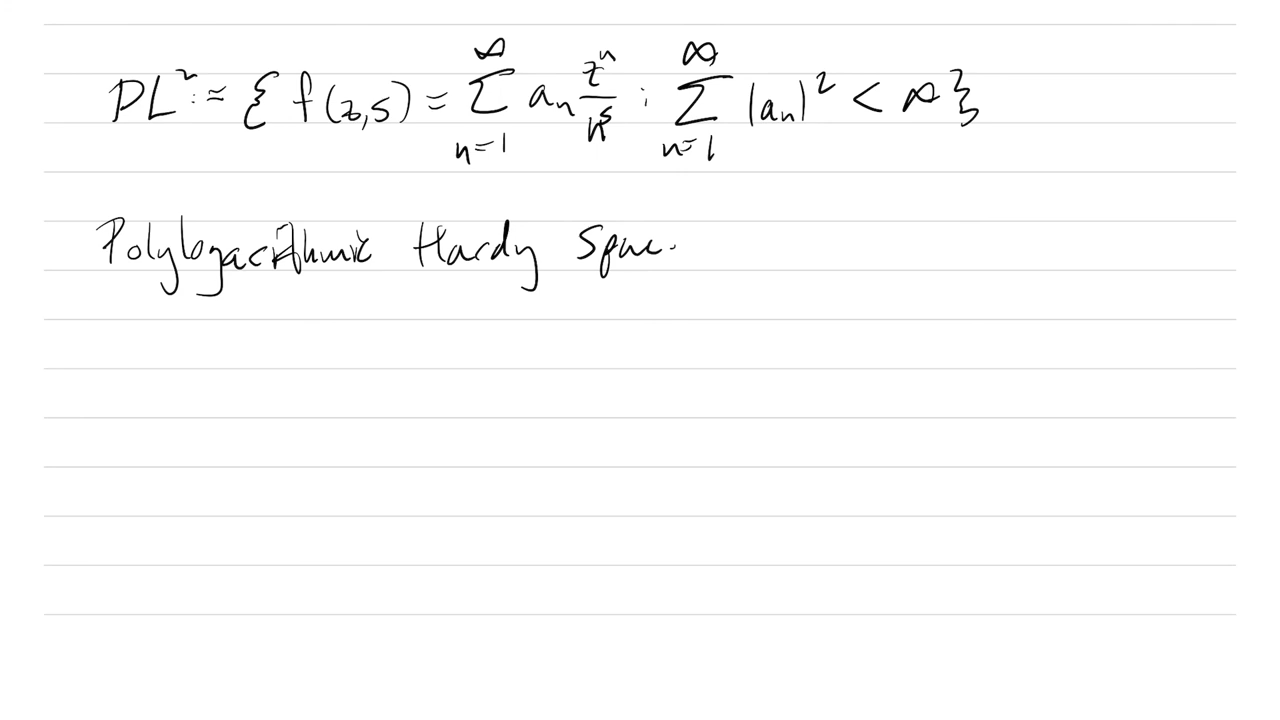 PL² := { f(z,s) = ∑_{n=1}^{∞} a_n z^n/n^s : ∑_{n=1}^{∞} |a_n|² < ∞ }
Polylogarithmic Hardy Space.